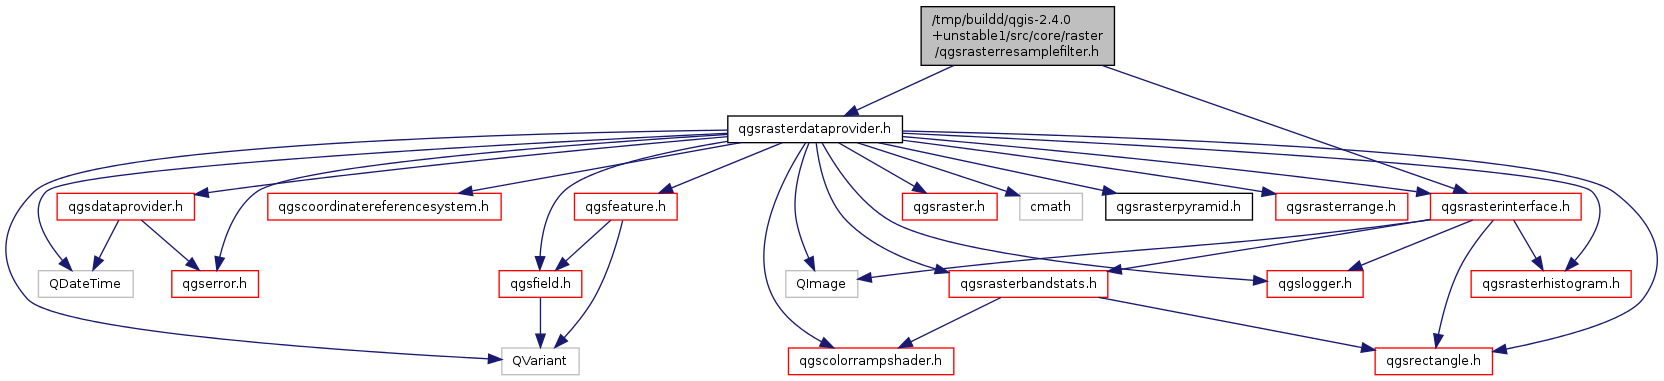 /tmp/buildd/qgis-2.4.0
+unstable1/src/core/raster
/qgsrasterresamplefilter.h
qgsrasterdataprovider.h
qgsdataprovider.h
qgscoordinatereferencesystem.h
qgsfeature.h
qgsraster.h
cmath
qgsrasterpyramid.h
qgsrasterrange.h
qgsrasterinterface.h
QDateTime
qgserror.h
qgsfield.h
QImage
qgsrasterbandstats.h
qgslogger.h
qgsrasterhistogram.h
QVariant
qgscolorrampshader.h
qgsrectangle.h